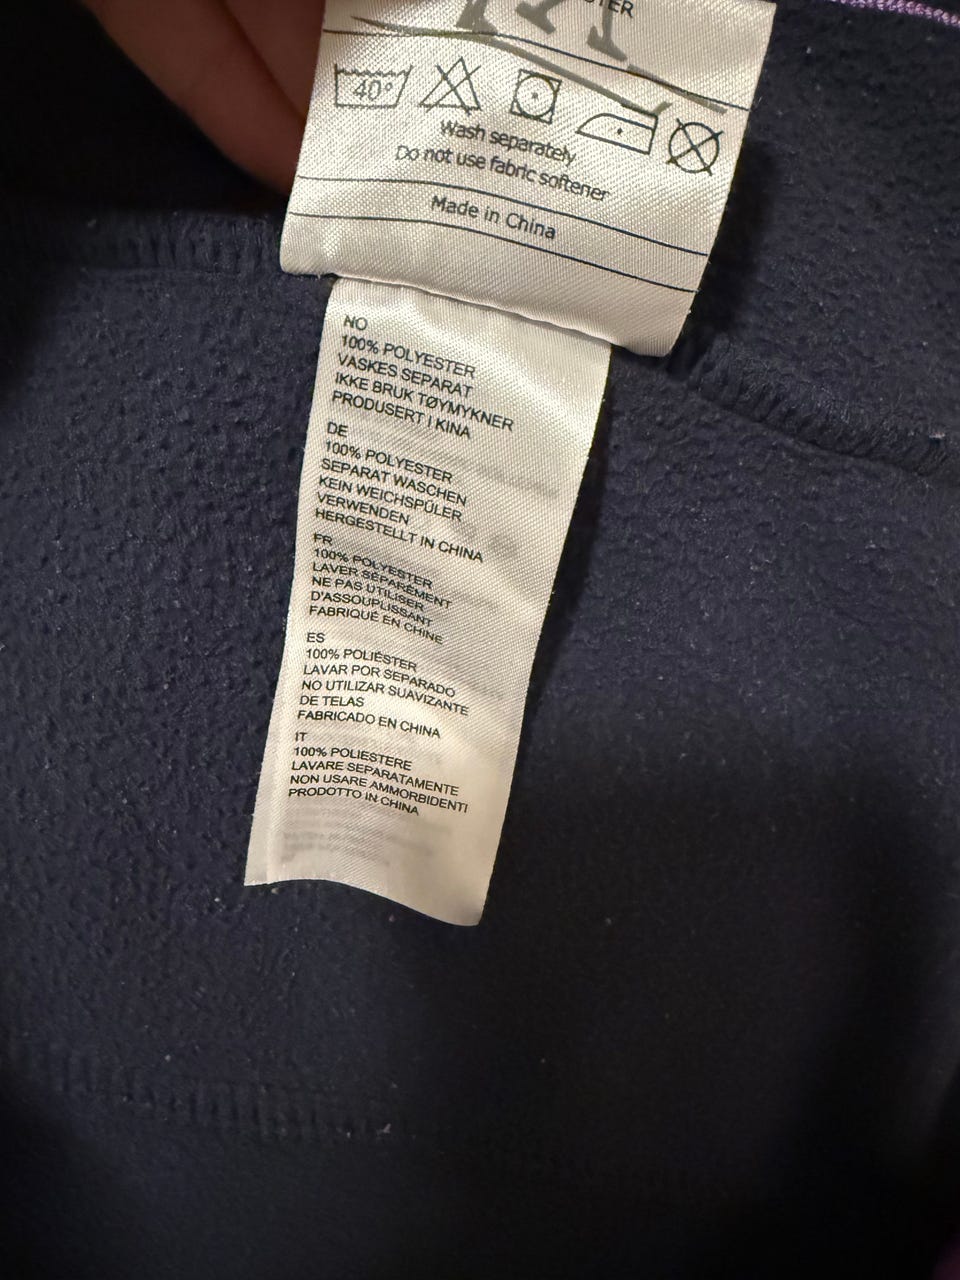 STER
40°
Wash separately
Do not use fabric softener
Made in China
NO
100% POLYESTER
VASKES SEPARAT
IKKE BRUK TØYMYKNER
PRODUSERT I KINA
DE
100% POLYESTER
SEPARAT WASCHEN
KEIN WEICHSPÜLER
VERWENDEN
HERGESTELLT IN CHINA
FR
100% POLYESTER
LAVER SÉPARÉMENT
NE PAS UTILISER
D'ASSOUPLISSANT
FABRIQUÉ EN CHINE
ES
100% POLIÉSTER
LAVAR POR SEPARADO
NO UTILIZAR SUAVIZANTE
DE TELAS
FABRICADO EN CHINA
IT
100% POLIESTERE
LAVARE SEPARATAMENTE
NON USARE AMMORBIDENTI
PRODOTTO IN CHINA